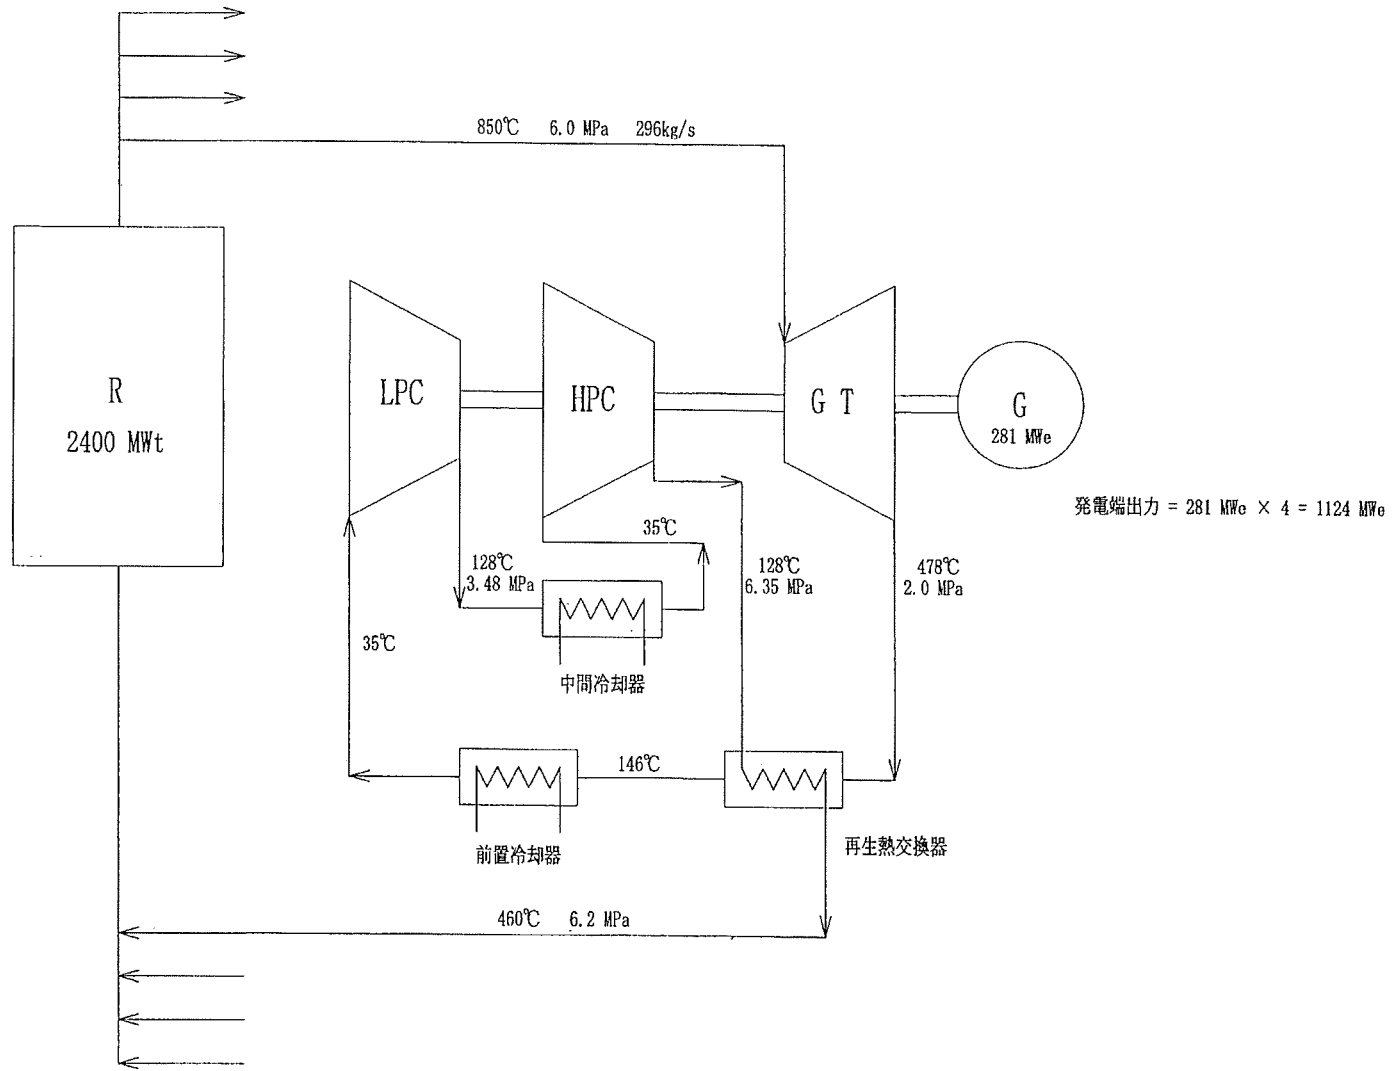 850℃ 6.0 MPa 296kg/s
R
2400 MWt
LPC
HPC
G T
G
281 MWe
発電端出力 = 281 MWe × 4 = 1124 MWe
35℃
128℃
3.48 MPa
128℃
6.35 MPa
478℃
2.0 MPa
35℃
中間冷却器
146℃
前置冷却器
再生熱交換器
460℃ 6.2 MPa